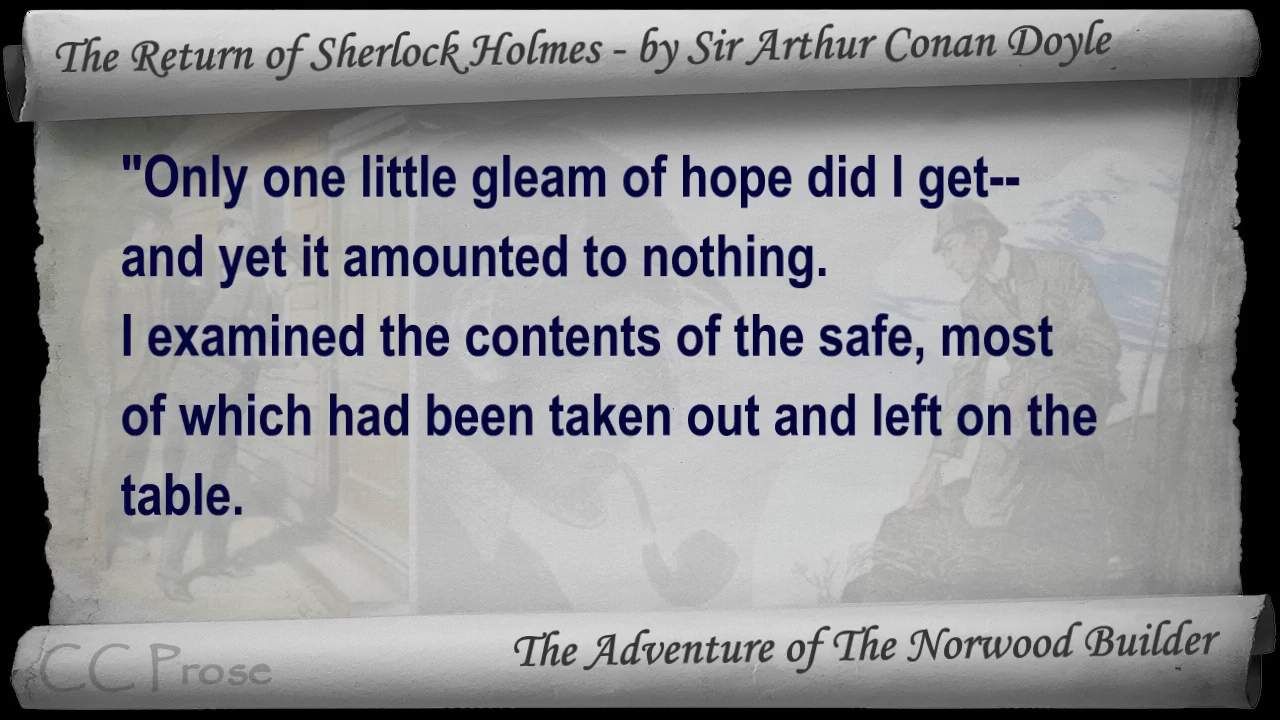 The Return of Sherlock Holmes - by Sir Arthur Conan Doyle
"Only one little gleam of hope did I get--
and yet it amounted to nothing.
I examined the contents of the safe, most
of which had been taken out and left on the
table.
The Adventure of The Norwood Builder
CC Prose